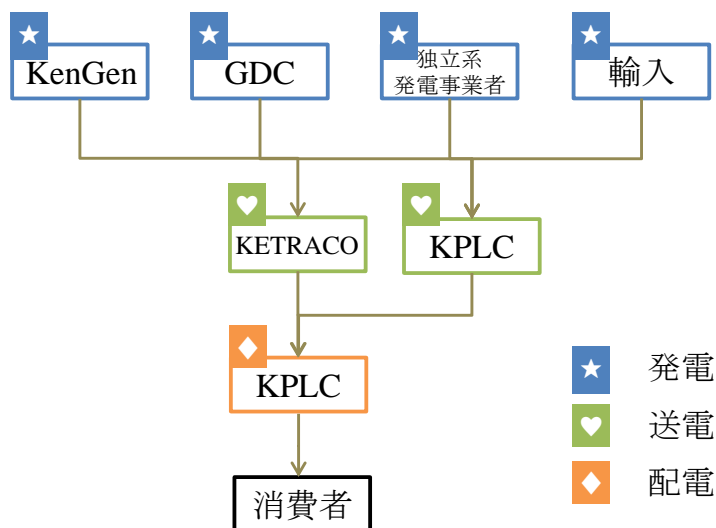 KenGen
GDC
独立系
発電事業者
輸入
KETRACO
KPLC
KPLC
消費者
発電
送電
配電